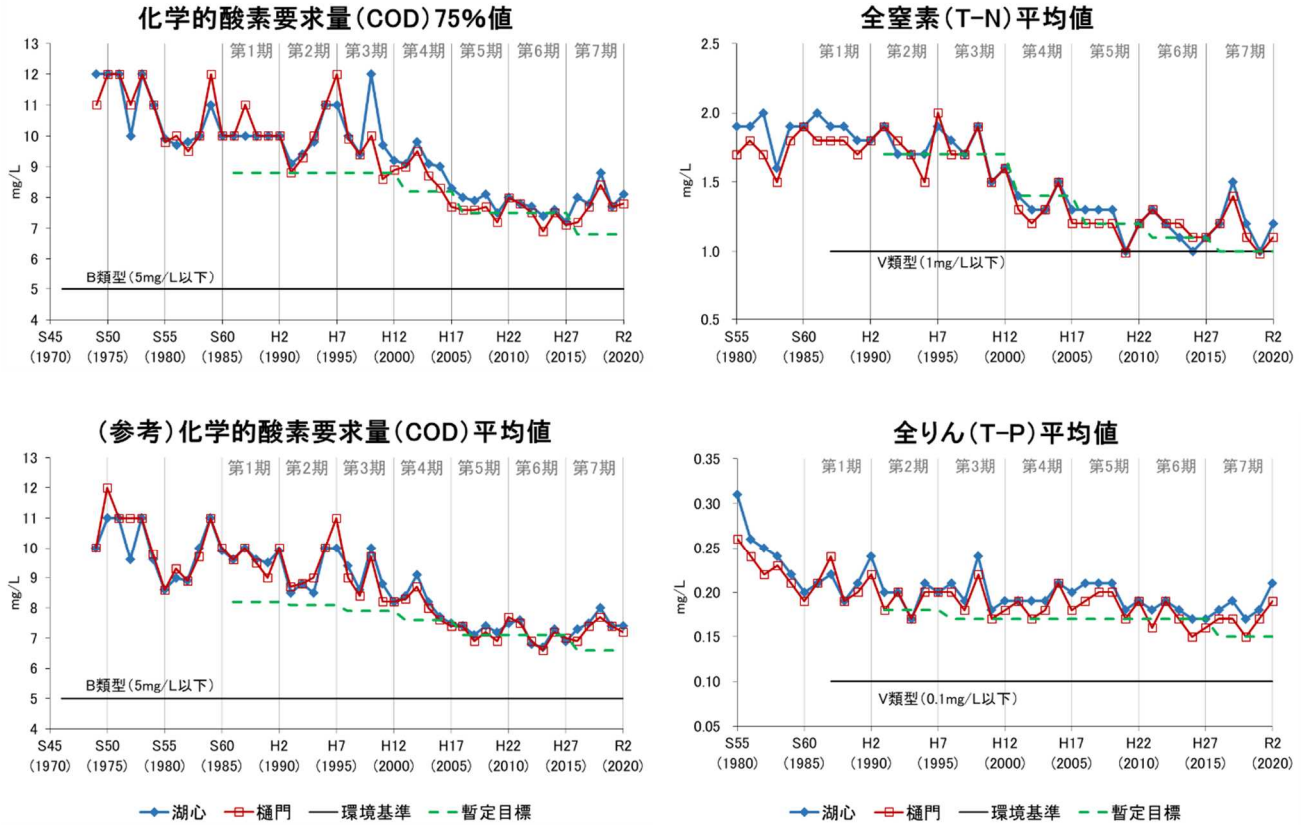 化学的酸素要求量(COD)75%値
第1期 第2期 第3期 第4期 第5期 第6期 第7期
13
12
11
10
9
8
7
6
5
4
mg/L
B類型(5mg/L以下)
S45 S50 S55 S60 H2 H7 H12 H17 H22 H27 R2
(1970) (1975) (1980) (1985) (1990) (1995) (2000) (2005) (2010) (2015) (2020)
全窒素(T-N)平均値
第1期 第2期 第3期 第4期 第5期 第6期 第7期
2.5
2.0
1.5
1.0
0.5
mg/L
V類型(1mg/L以下)
S55 S60 H2 H7 H12 H17 H22 H27 R2
(1980) (1985) (1990) (1995) (2000) (2005) (2010) (2015) (2020)
(参考)化学的酸素要求量(COD)平均値
第1期 第2期 第3期 第4期 第5期 第6期 第7期
13
12
11
10
9
8
7
6
5
4
mg/L
B類型(5mg/L以下)
S45 S50 S55 S60 H2 H7 H12 H17 H22 H27 R2
(1970) (1975) (1980) (1985) (1990) (1995) (2000) (2005) (2010) (2015) (2020)
湖心 樋門 環境基準 暫定目標
全りん(T-P)平均値
第1期 第2期 第3期 第4期 第5期 第6期 第7期
0.35
0.30
0.25
0.20
0.15
0.10
0.05
mg/L
V類型(0.1mg/L以下)
S55 S60 H2 H7 H12 H17 H22 H27 R2
(1980) (1985) (1990) (1995) (2000) (2005) (2010) (2015) (2020)
湖心 樋門 環境基準 暫定目標